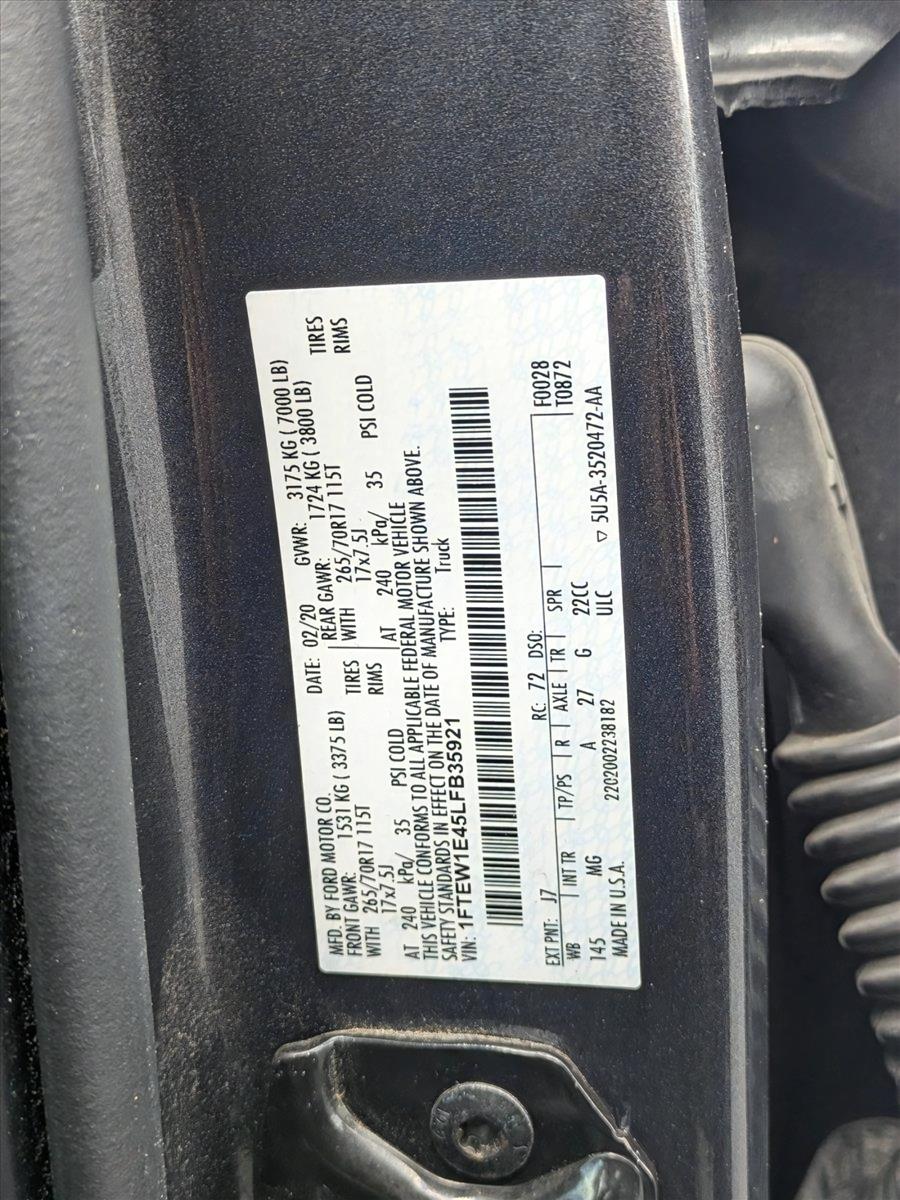 MFD. BY FORD MOTOR CO. DATE: 02/20 GVWR: 3175 KG ( 7000 LB)
FRONT GAWR: 1531 KG ( 3375 LB) REAR GAWR: 1724 KG ( 3800 LB)
WITH 265/70R17 115T TIRES WITH 265/70R17 115T TIRES
17x7.5J RIMS 17x7.5J RIMS
AT 240 kPa/ 35 PSI COLD AT 240 kPa/ 35 PSI COLD
THIS VEHICLE CONFORMS TO ALL APPLICABLE FEDERAL MOTOR VEHICLE
SAFETY STANDARDS IN EFFECT ON THE DATE OF MANUFACTURE SHOWN ABOVE.
VIN: 1FTEW1E45LFB35921 TYPE: Truck
EXT PNT: J7 RC: 72 DSO: F0028
WB INT TR TP/PS R AXLE TR SPR T0872
145 MG A 27 G 22CC
MADE IN U.S.A. 2202002238182 ULC ▽ 5U5A-3520472-AA